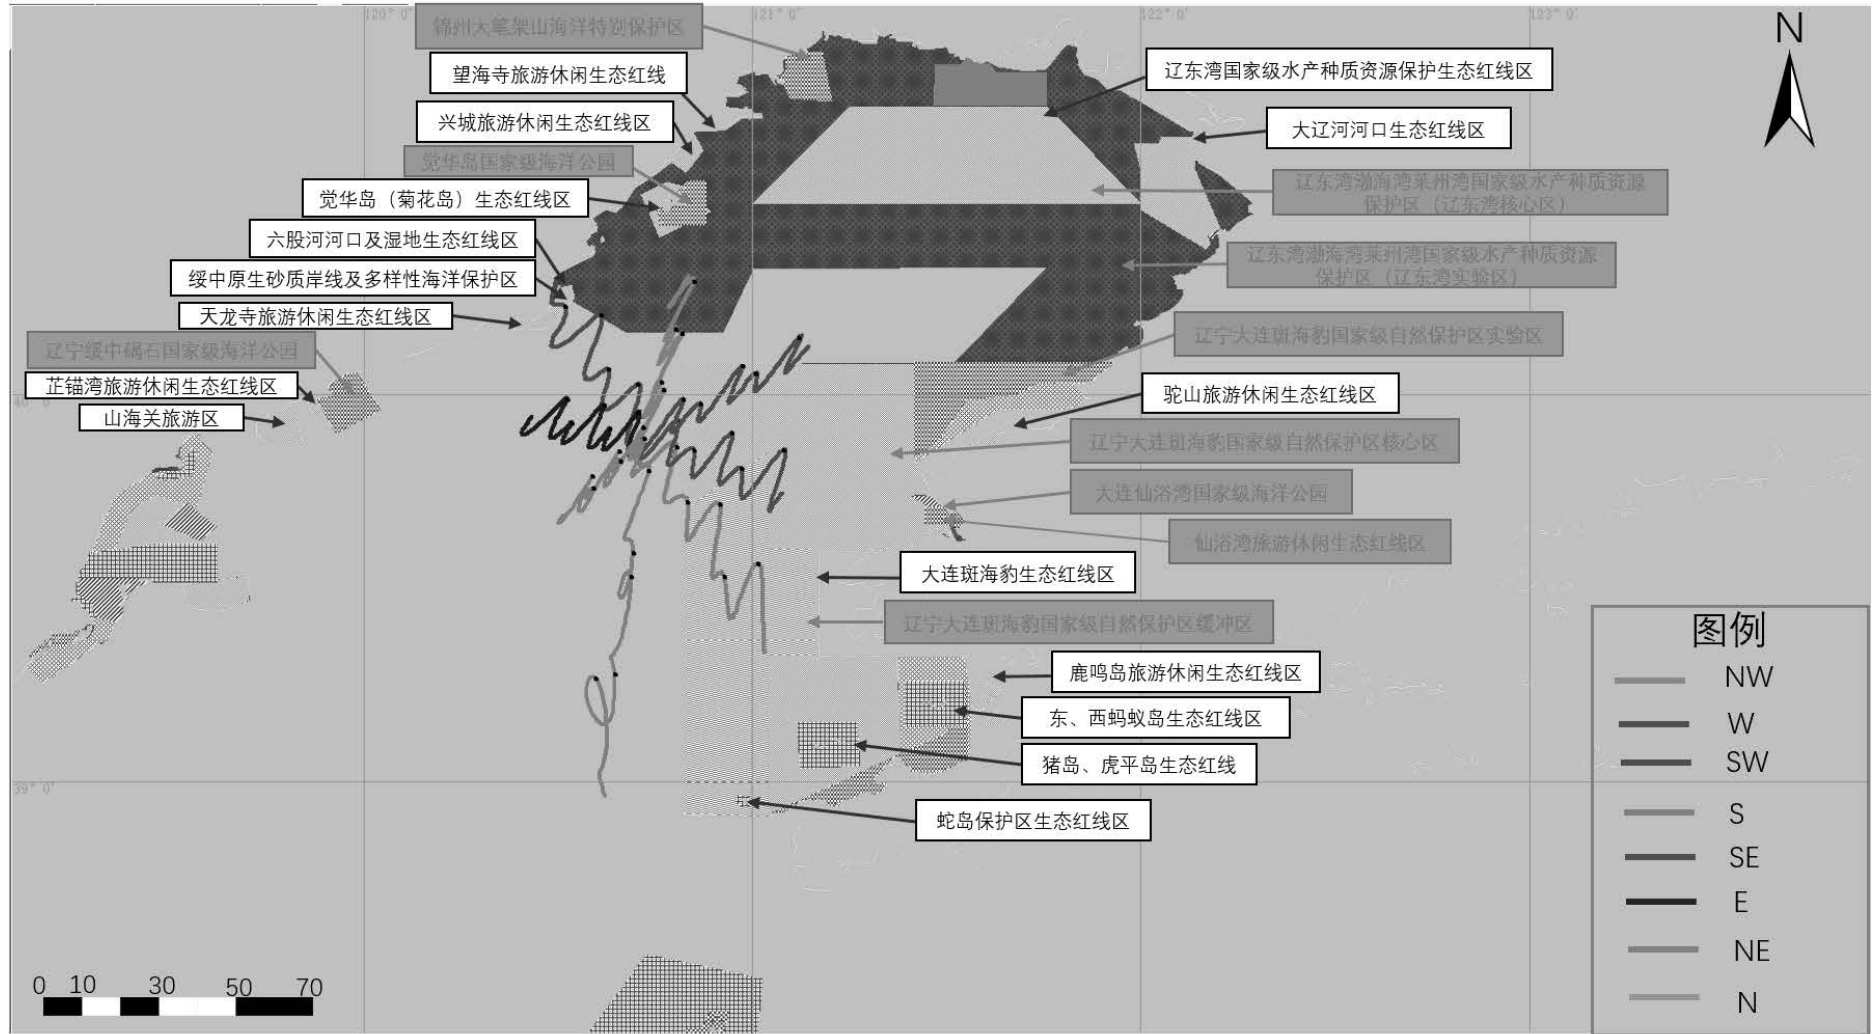 120° 0'
121° 0'
122° 0'
123° 0'
锦州大笔架山海洋特别保护区
望海寺旅游休闲生态红线
兴城旅游休闲生态红线区
觉华岛国家级海洋公园
觉华岛（菊花岛）生态红线区
六股河河口及湿地生态红线区
绥中原生砂质岸线及多样性海洋保护区
天龙寺旅游休闲生态红线区
辽宁绥中碣石国家级海洋公园
芷锚湾旅游休闲生态红线区
山海关旅游区
N
辽东湾国家级水产种质资源保护生态红线区
大辽河河口生态红线区
辽东湾渤海湾莱州湾国家级水产种质资源
保护区（辽东湾核心区）
辽东湾渤海湾莱州湾国家级水产种质资源
保护区（辽东湾实验区）
辽宁大连斑海豹国家级自然保护区实验区
驼山旅游休闲生态红线区
辽宁大连斑海豹国家级自然保护区核心区
大连仙浴湾国家级海洋公园
仙浴湾旅游休闲生态红线区
大连斑海豹生态红线区
辽宁大连斑海豹国家级自然保护区缓冲区
鹿鸣岛旅游休闲生态红线区
东、西蚂蚁岛生态红线区
猪岛、虎平岛生态红线
蛇岛保护区生态红线区
39° 0'
图例
NW
W
SW
S
SE
E
NE
N
0 10 30 50 70